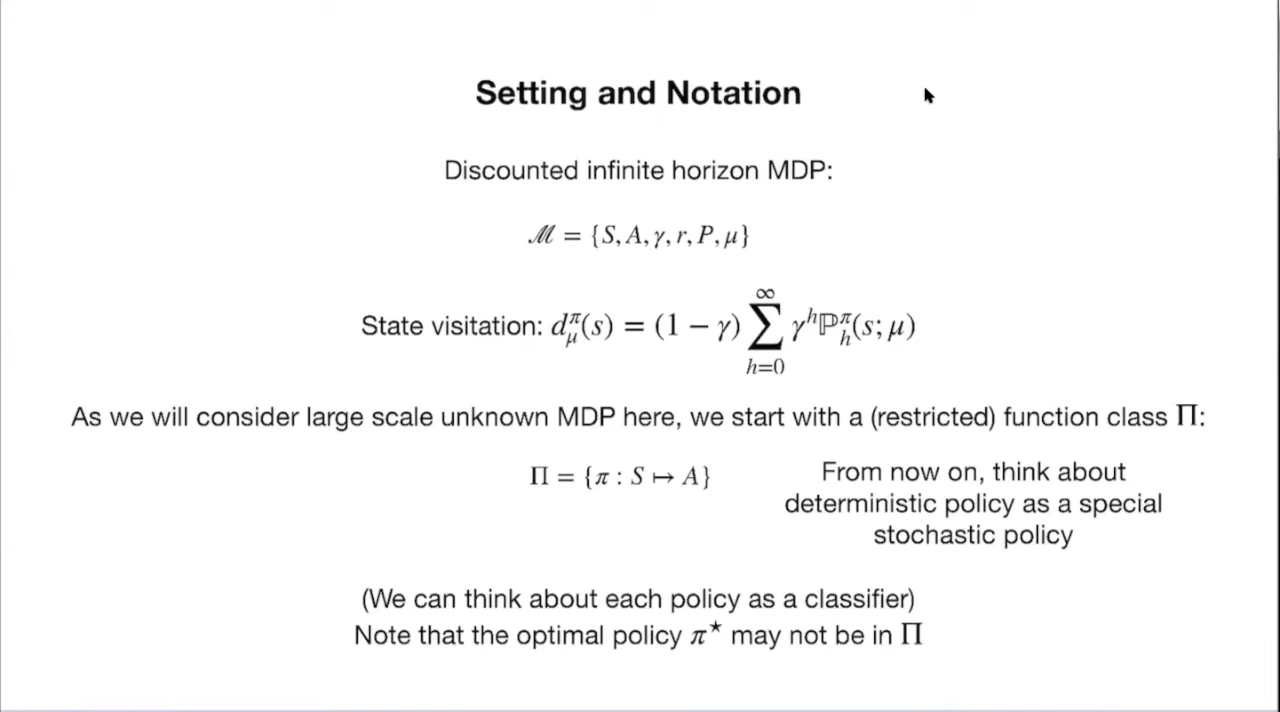 Setting and Notation
Discounted infinite horizon MDP:
ℳ = {S, A, γ, r, P, μ}
State visitation: d_μ^π(s) = (1 − γ) ∑_{h=0}^{∞} γ^h ℙ_h^π(s; μ)
As we will consider large scale unknown MDP here, we start with a (restricted) function class Π:
Π = {π : S ↦ A}
From now on, think about
deterministic policy as a special
stochastic policy
(We can think about each policy as a classifier)
Note that the optimal policy π⋆ may not be in Π